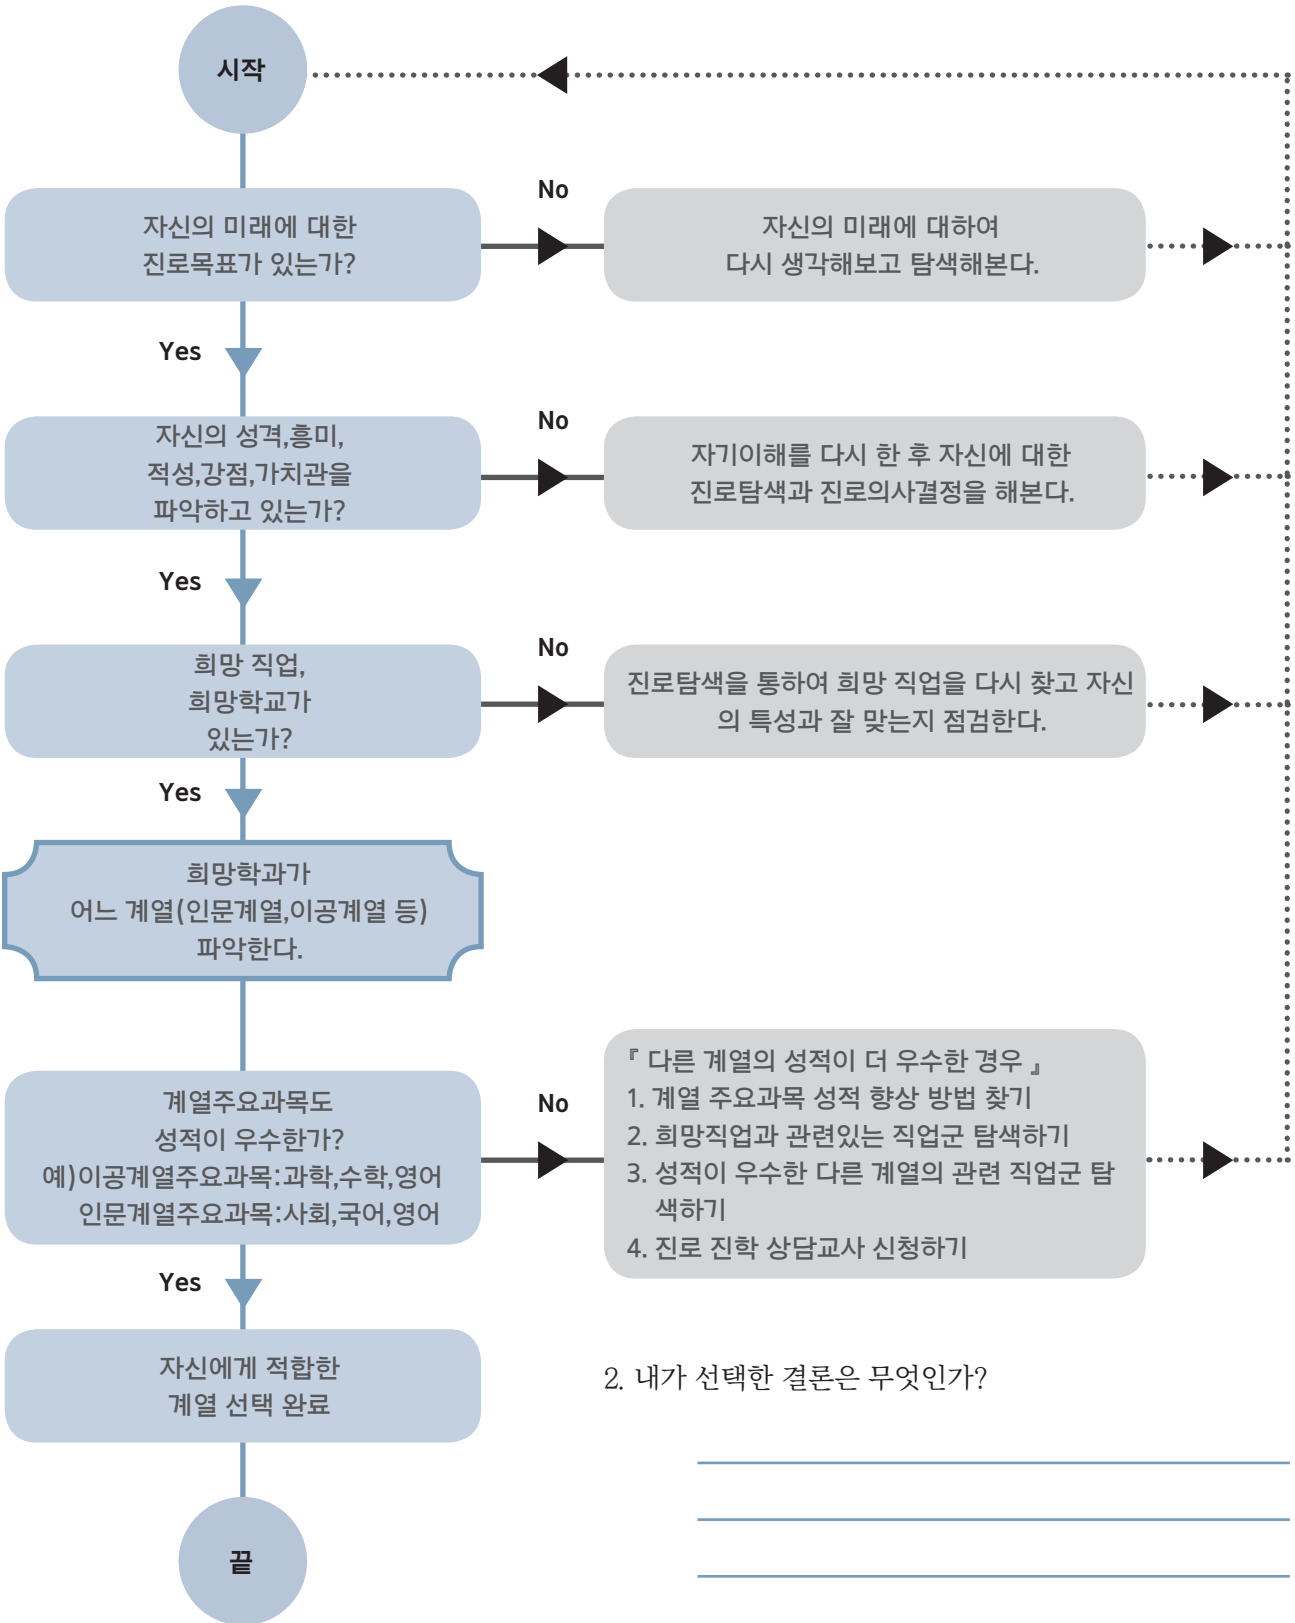 시작
No
자신의 미래에 대한
진로목표가 있는가?
자신의 미래에 대하여
다시 생각해보고 탐색해본다.
Yes
No
자신의 성격,흥미,
적성,강점,가치관을
파악하고 있는가?
자기이해를 다시 한 후 자신에 대한
진로탐색과 진로의사결정을 해본다.
Yes
No
희망 직업,
희망학교가
있는가?
진로탐색을 통하여 희망 직업을 다시 찾고 자신
의 특성과 잘 맞는지 점검한다.
Yes
희망학과가
어느 계열(인문계열,이공계열 등)
파악한다.
No
계열주요과목도
성적이 우수한가?
예)이공계열주요과목:과학,수학,영어
인문계열주요과목:사회,국어,영어
『 다른 계열의 성적이 더 우수한 경우 』
1. 계열 주요과목 성적 향상 방법 찾기
2. 희망직업과 관련있는 직업군 탐색하기
3. 성적이 우수한 다른 계열의 관련 직업군 탐
색하기
4. 진로 진학 상담교사 신청하기
Yes
자신에게 적합한
계열 선택 완료
2. 내가 선택한 결론은 무엇인가?
끝